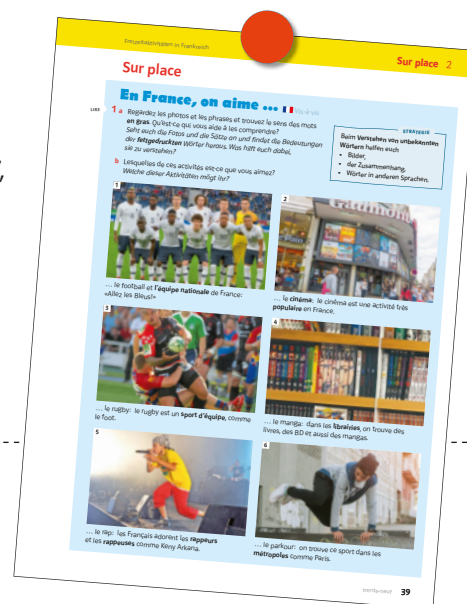 Freizeitaktivitäten in Frankreich
Sur place 2
Sur place
En France, on aime ...
Vis-à-vis
LIRE
1 a Regardez les photos et les phrases et trouvez le sens des mots
en gras. Qu'est-ce qui vous aide à les comprendre?
Seht euch die Fotos und die Sätze an und findet die Bedeutungen
der fettgedruckten Wörter heraus. Was hilft euch dabei,
sie zu verstehen?
b Lesquelles de ces activités est-ce que vous aimez?
Welche dieser Aktivitäten mögt ihr?
STRATÉGIE
Beim Verstehen von unbekannten
Wörtern helfen euch
• Bilder,
• der Zusammenhang,
• Wörter in anderen Sprachen.
1
... le football et l'équipe nationale de France:
«Allez les Bleus!»
2
Gaumont
... le cinéma: le cinéma est une activité très
populaire en France.
3
... le rugby: le rugby est un sport d'équipe, comme
le foot.
4
... le manga: dans les librairies, on trouve des
livres, des BD et aussi des mangas.
5
... le rap: les Français adorent les rappeurs
et les rappeuses comme Keny Arkana.
6
... le parkour: on trouve ce sport dans les
métropoles comme Paris.
trente-neuf 39